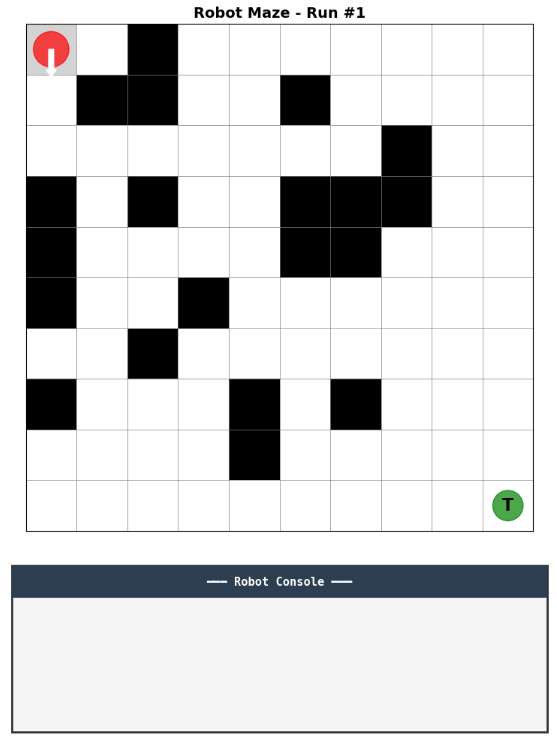 Robot Maze - Run #1
T
─── Robot Console ───